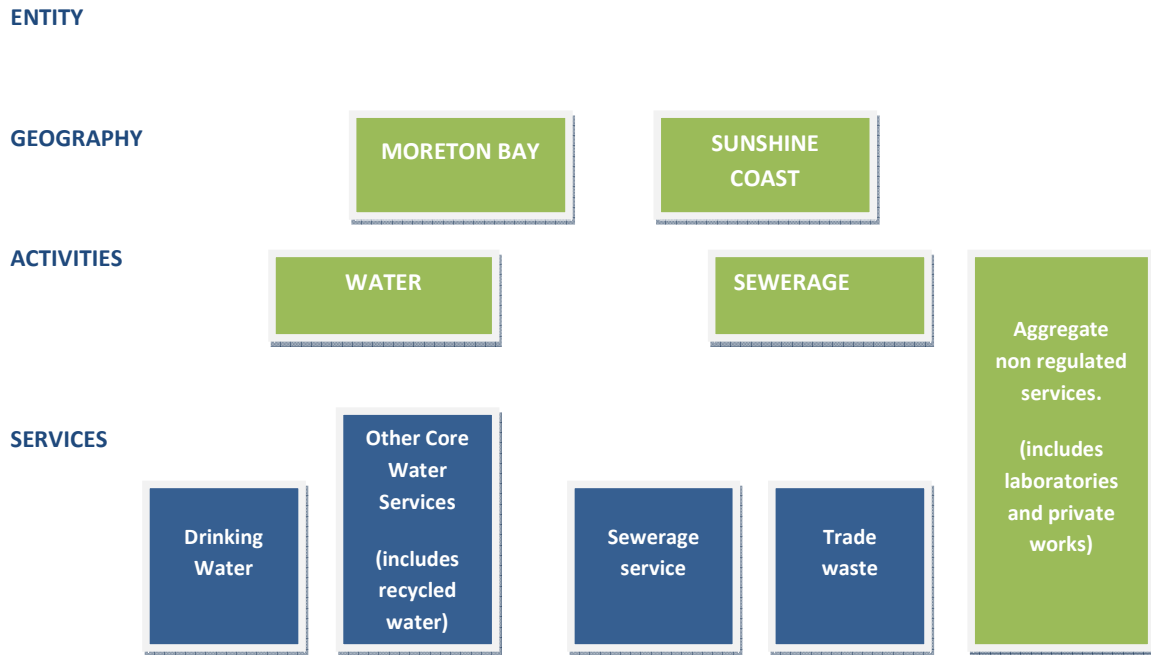 ENTITY
GEOGRAPHY
MORETON BAY
SUNSHINE
COAST
ACTIVITIES
WATER
SEWERAGE
Aggregate
non regulated
services.
(includes
laboratories
and private
works)
SERVICES
Drinking
Water
Other Core
Water
Services
(includes
recycled
water)
Sewerage
service
Trade
waste